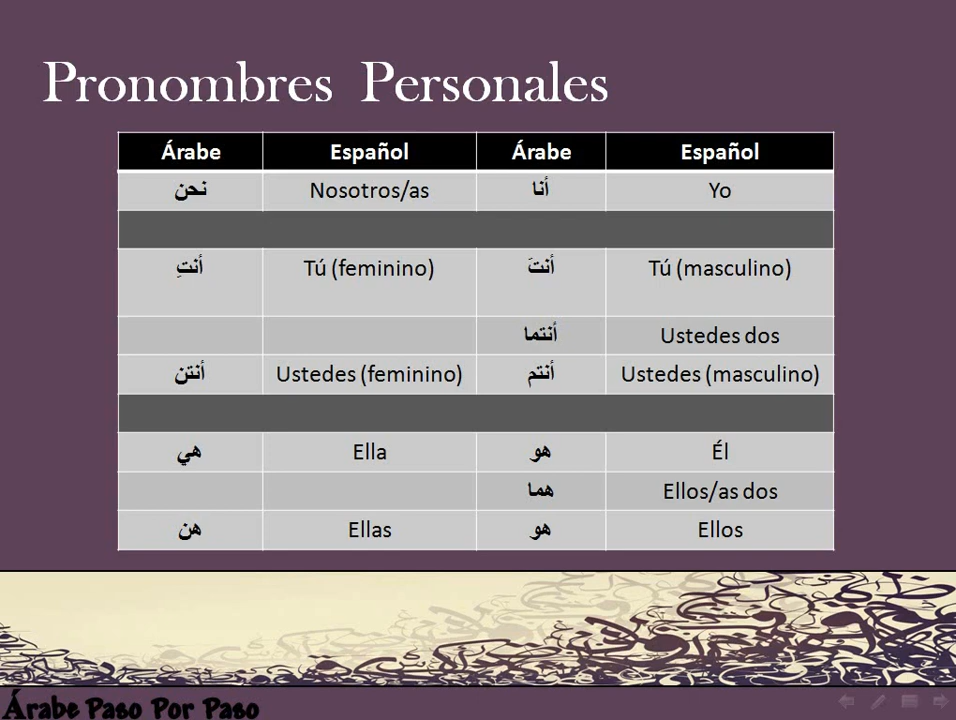 Pronombres Personales
Árabe Español Árabe Español
نحن Nosotros/as أنا Yo
أنتِ Tú (feminino) أنتَ Tú (masculino)
أنتما Ustedes dos
أنتن Ustedes (feminino) أنتم Ustedes (masculino)
هي Ella هو Él
هما Ellos/as dos
هن Ellas هو Ellos
Árabe Paso Por Paso